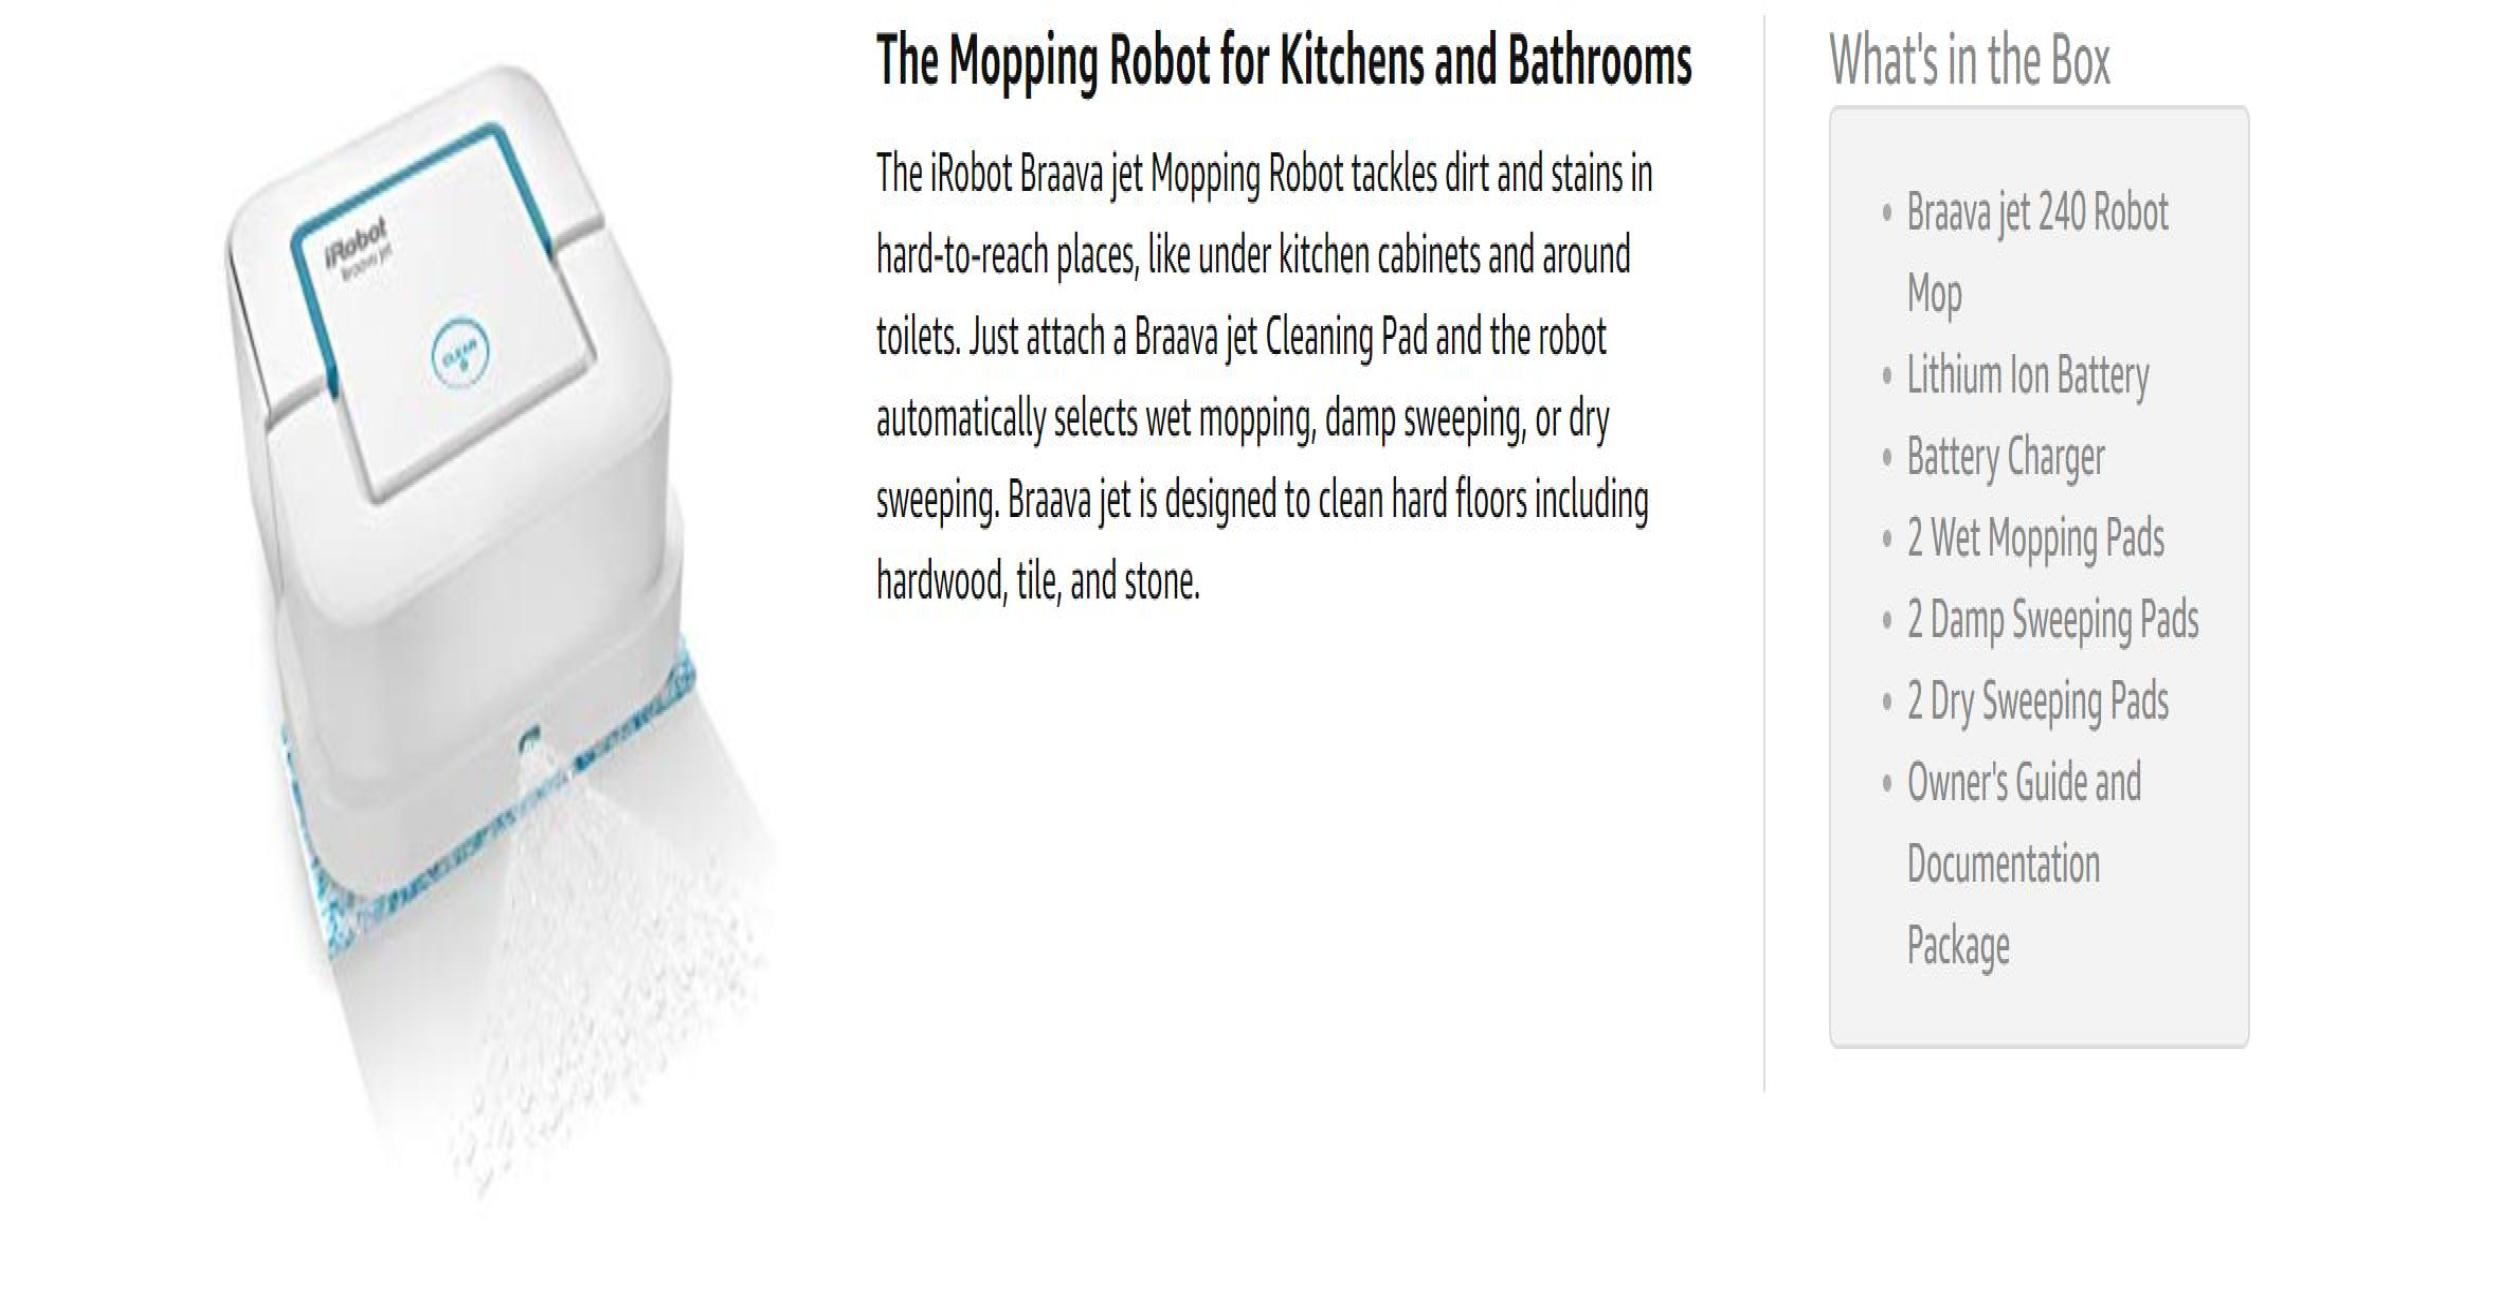 The Mopping Robot for Kitchens and Bathrooms
The iRobot Braava jet Mopping Robot tackles dirt and stains in
hard-to-reach places, like under kitchen cabinets and around
toilets. Just attach a Braava jet Cleaning Pad and the robot
automatically selects wet mopping, damp sweeping, or dry
sweeping. Braava jet is designed to clean hard floors including
hardwood, tile, and stone.
What's in the Box
• Braava jet 240 Robot
Mop
• Lithium Ion Battery
• Battery Charger
• 2 Wet Mopping Pads
• 2 Damp Sweeping Pads
• 2 Dry Sweeping Pads
• Owner's Guide and
Documentation
Package
iRobot
braava jet
CLEAN